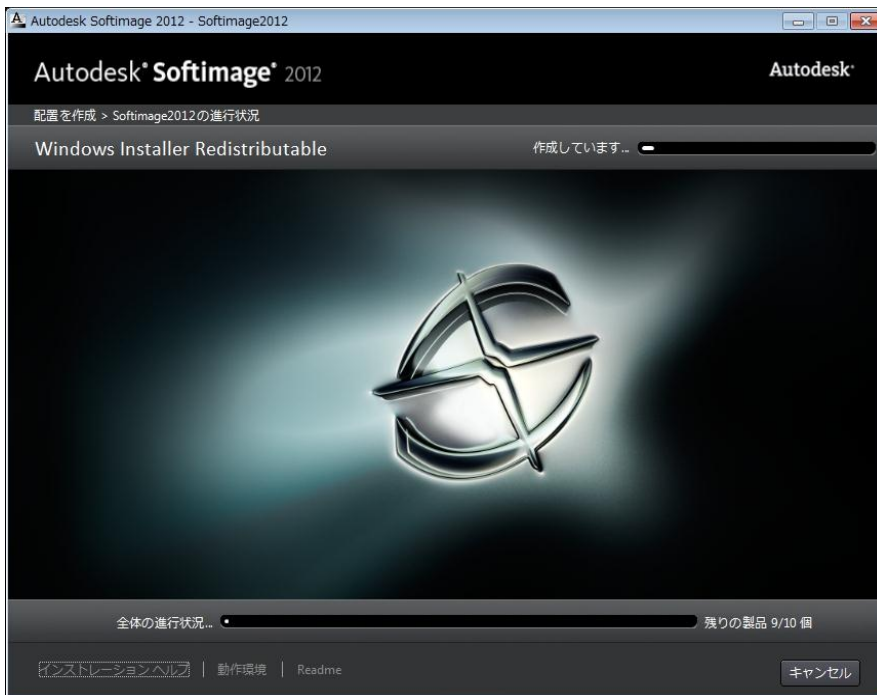 Autodesk Softimage 2012 - Softimage2012
Autodesk® Softimage® 2012
Autodesk®
配置を作成 > Softimage2012の進行状況
Windows Installer Redistributable
作成しています...
全体の進行状況...
残りの製品 9/10 個
インストレーション ヘルプ | 動作環境 | Readme
キャンセル